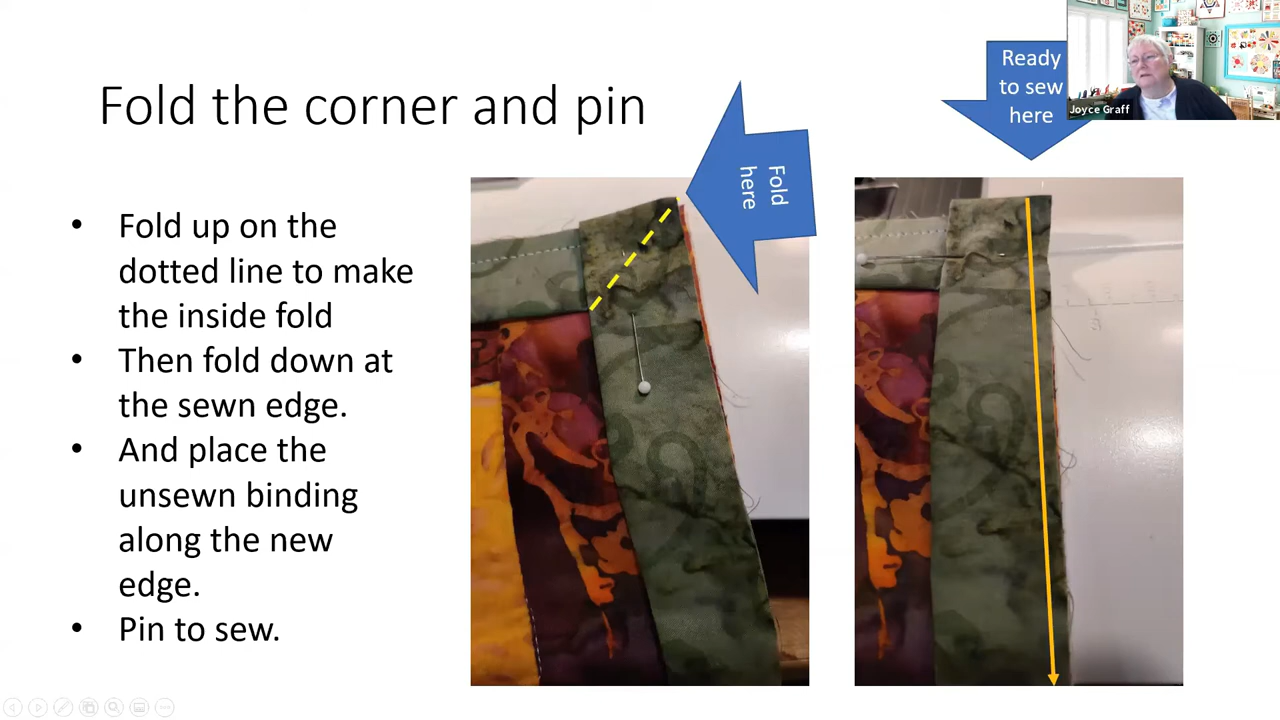 Fold the corner and pin
• Fold up on the
dotted line to make
the inside fold
• Then fold down at
the sewn edge.
• And place the
unsewn binding
along the new
edge.
• Pin to sew.
Fold
here
Ready
to sew
here
Joyce Graff